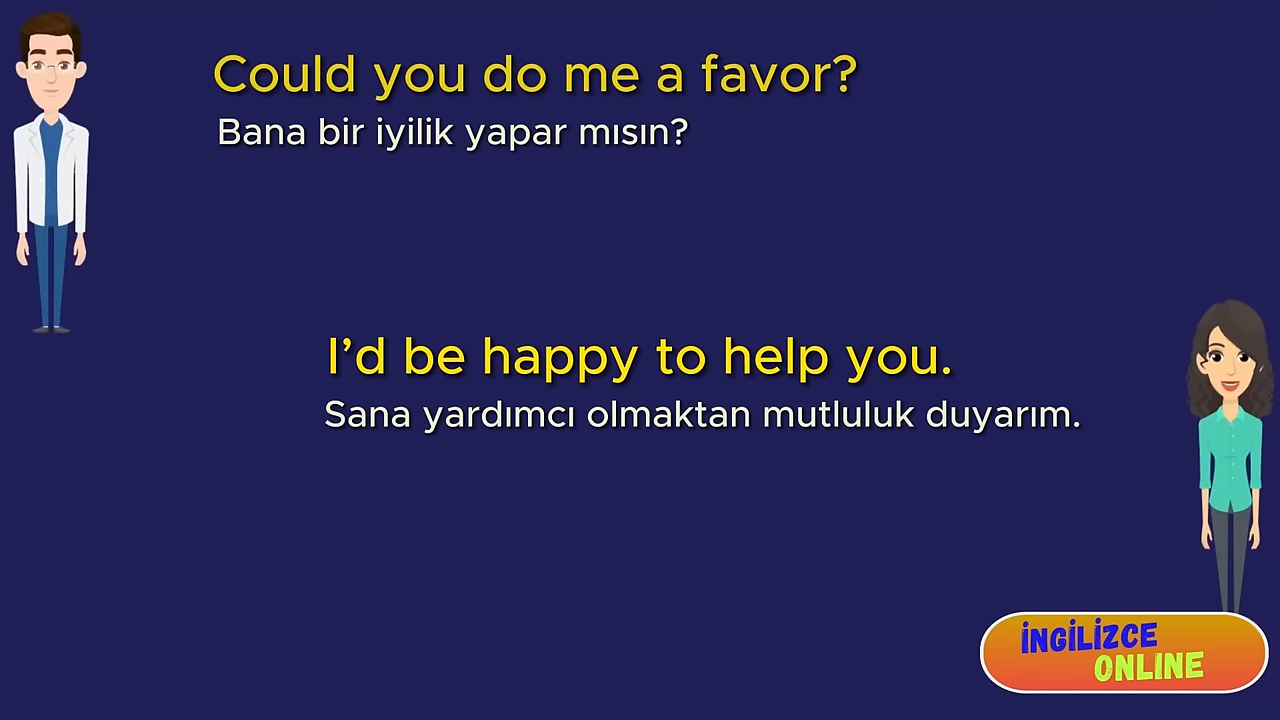 Could you do me a favor?
Bana bir iyilik yapar mısın?
I’d be happy to help you.
Sana yardımcı olmaktan mutluluk duyarım.
İNGİLİZCE
ONLINE